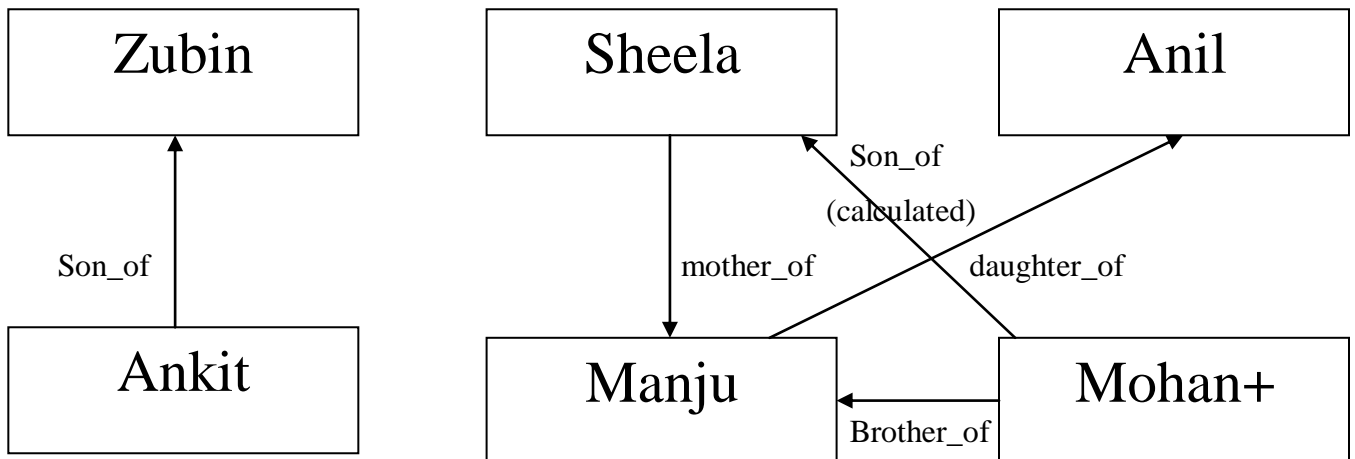 Zubin
Sheela
Anil
Son_of
(calculated)
Son_of
mother_of
daughter_of
Ankit
Manju
Mohan+
Brother_of